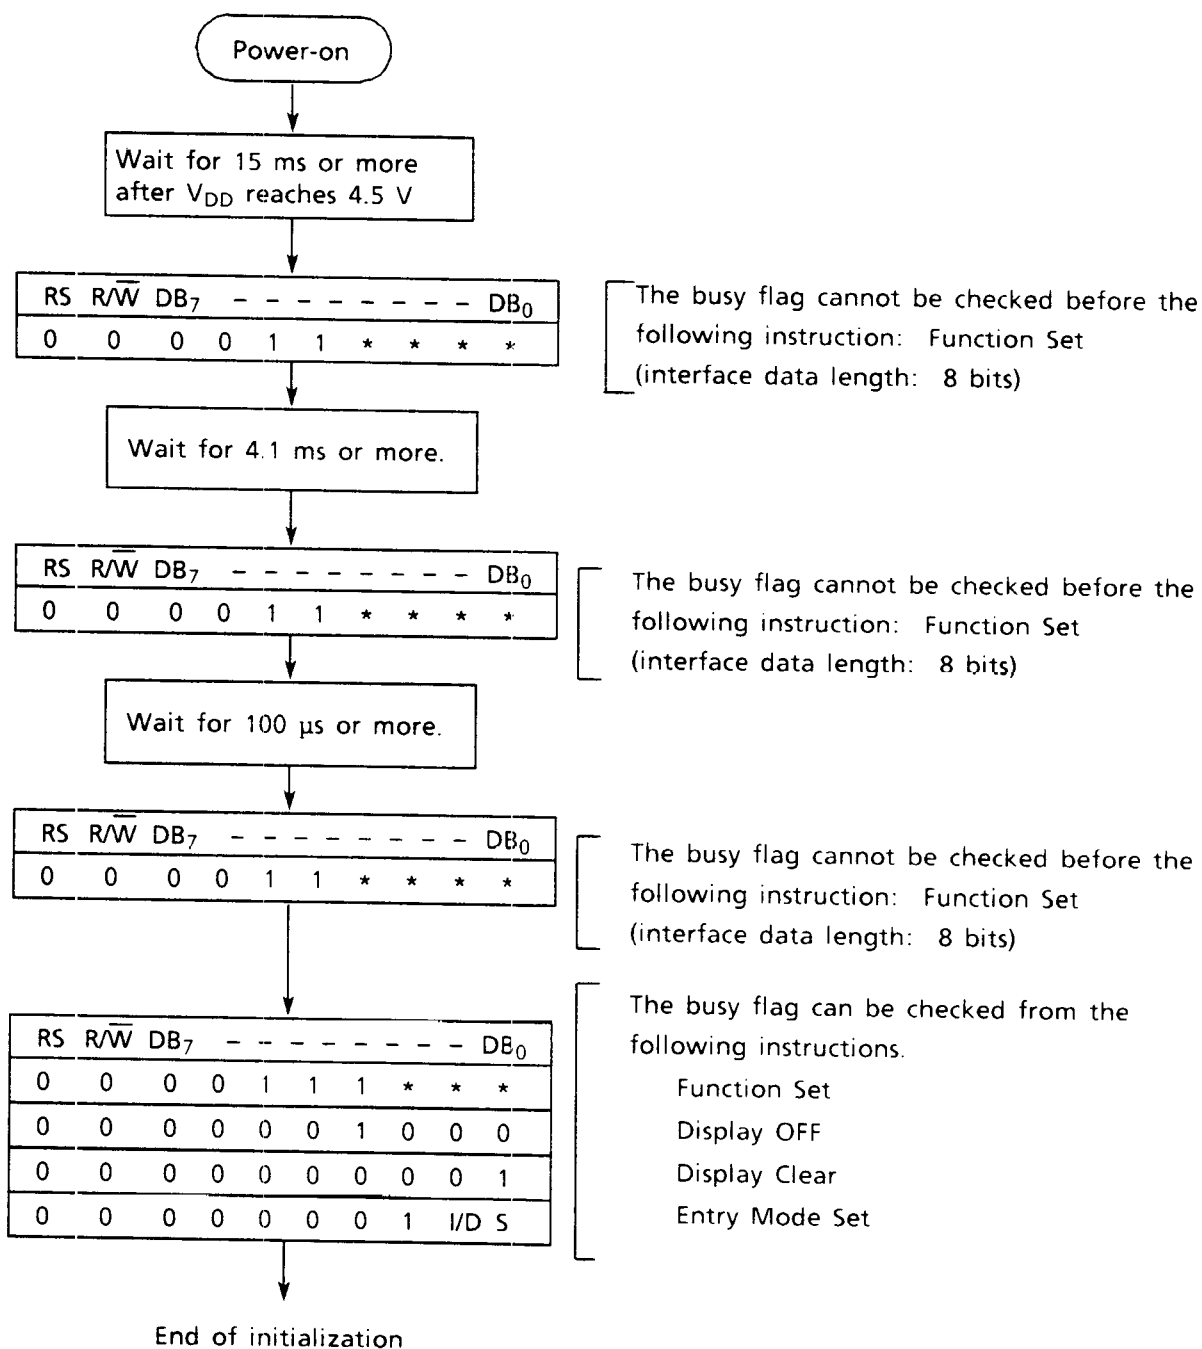 Power-on
Wait for 15 ms or more
after VDD reaches 4.5 V
RS R/W̅ DB7 - - - - - - - - DB0
0 0 0 0 1 1 * * * *
The busy flag cannot be checked before the
following instruction: Function Set
(interface data length: 8 bits)
Wait for 4.1 ms or more.
RS R/W̅ DB7 - - - - - - - - DB0
0 0 0 0 1 1 * * * *
The busy flag cannot be checked before the
following instruction: Function Set
(interface data length: 8 bits)
Wait for 100 μs or more.
RS R/W̅ DB7 - - - - - - - - DB0
0 0 0 0 1 1 * * * *
The busy flag cannot be checked before the
following instruction: Function Set
(interface data length: 8 bits)
RS R/W̅ DB7 - - - - - - - - DB0
0 0 0 0 1 1 1 * * *
0 0 0 0 0 0 1 0 0 0
0 0 0 0 0 0 0 0 0 1
0 0 0 0 0 0 0 1 I/D S
The busy flag can be checked from the
following instructions.
Function Set
Display OFF
Display Clear
Entry Mode Set
End of initialization